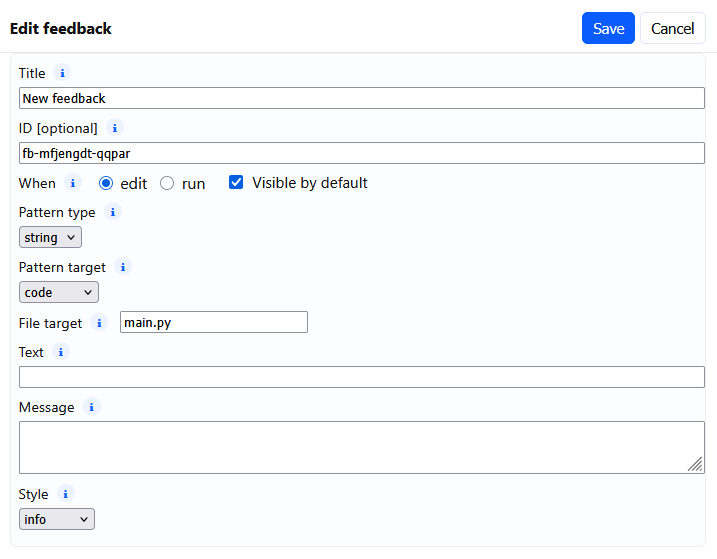 Edit feedback Save Cancel
Title i
New feedback
ID [optional] i
fb-mfjengdt-qqpar
When i edit run Visible by default
Pattern type i
string
Pattern target i
code
File target i main.py
Text i
Message i
Style i
info